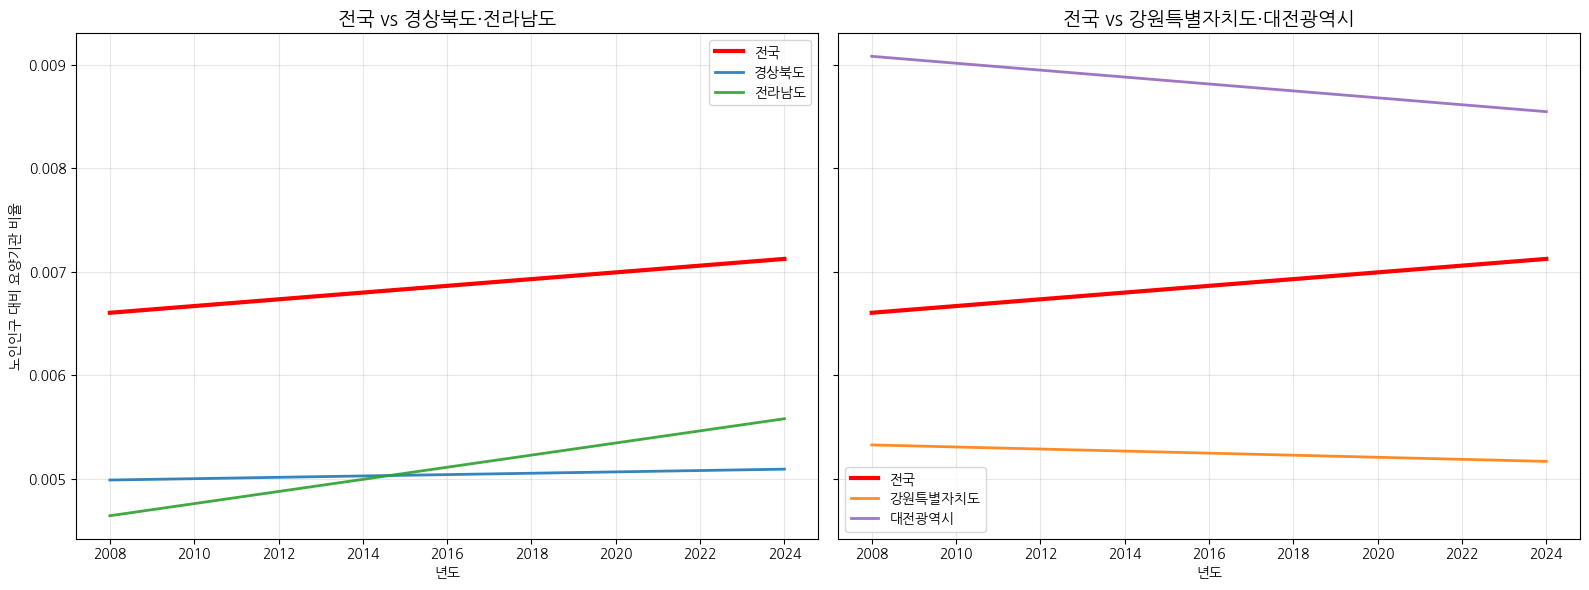 전국 vs 경상북도·전라남도
전국
경상북도
전라남도
노인인구 대비 요양기관 비율
0.009
0.008
0.007
0.006
0.005
2008 2010 2012 2014 2016 2018 2020 2022 2024
년도
전국 vs 강원특별자치도·대전광역시
전국
강원특별자치도
대전광역시
2008 2010 2012 2014 2016 2018 2020 2022 2024
년도